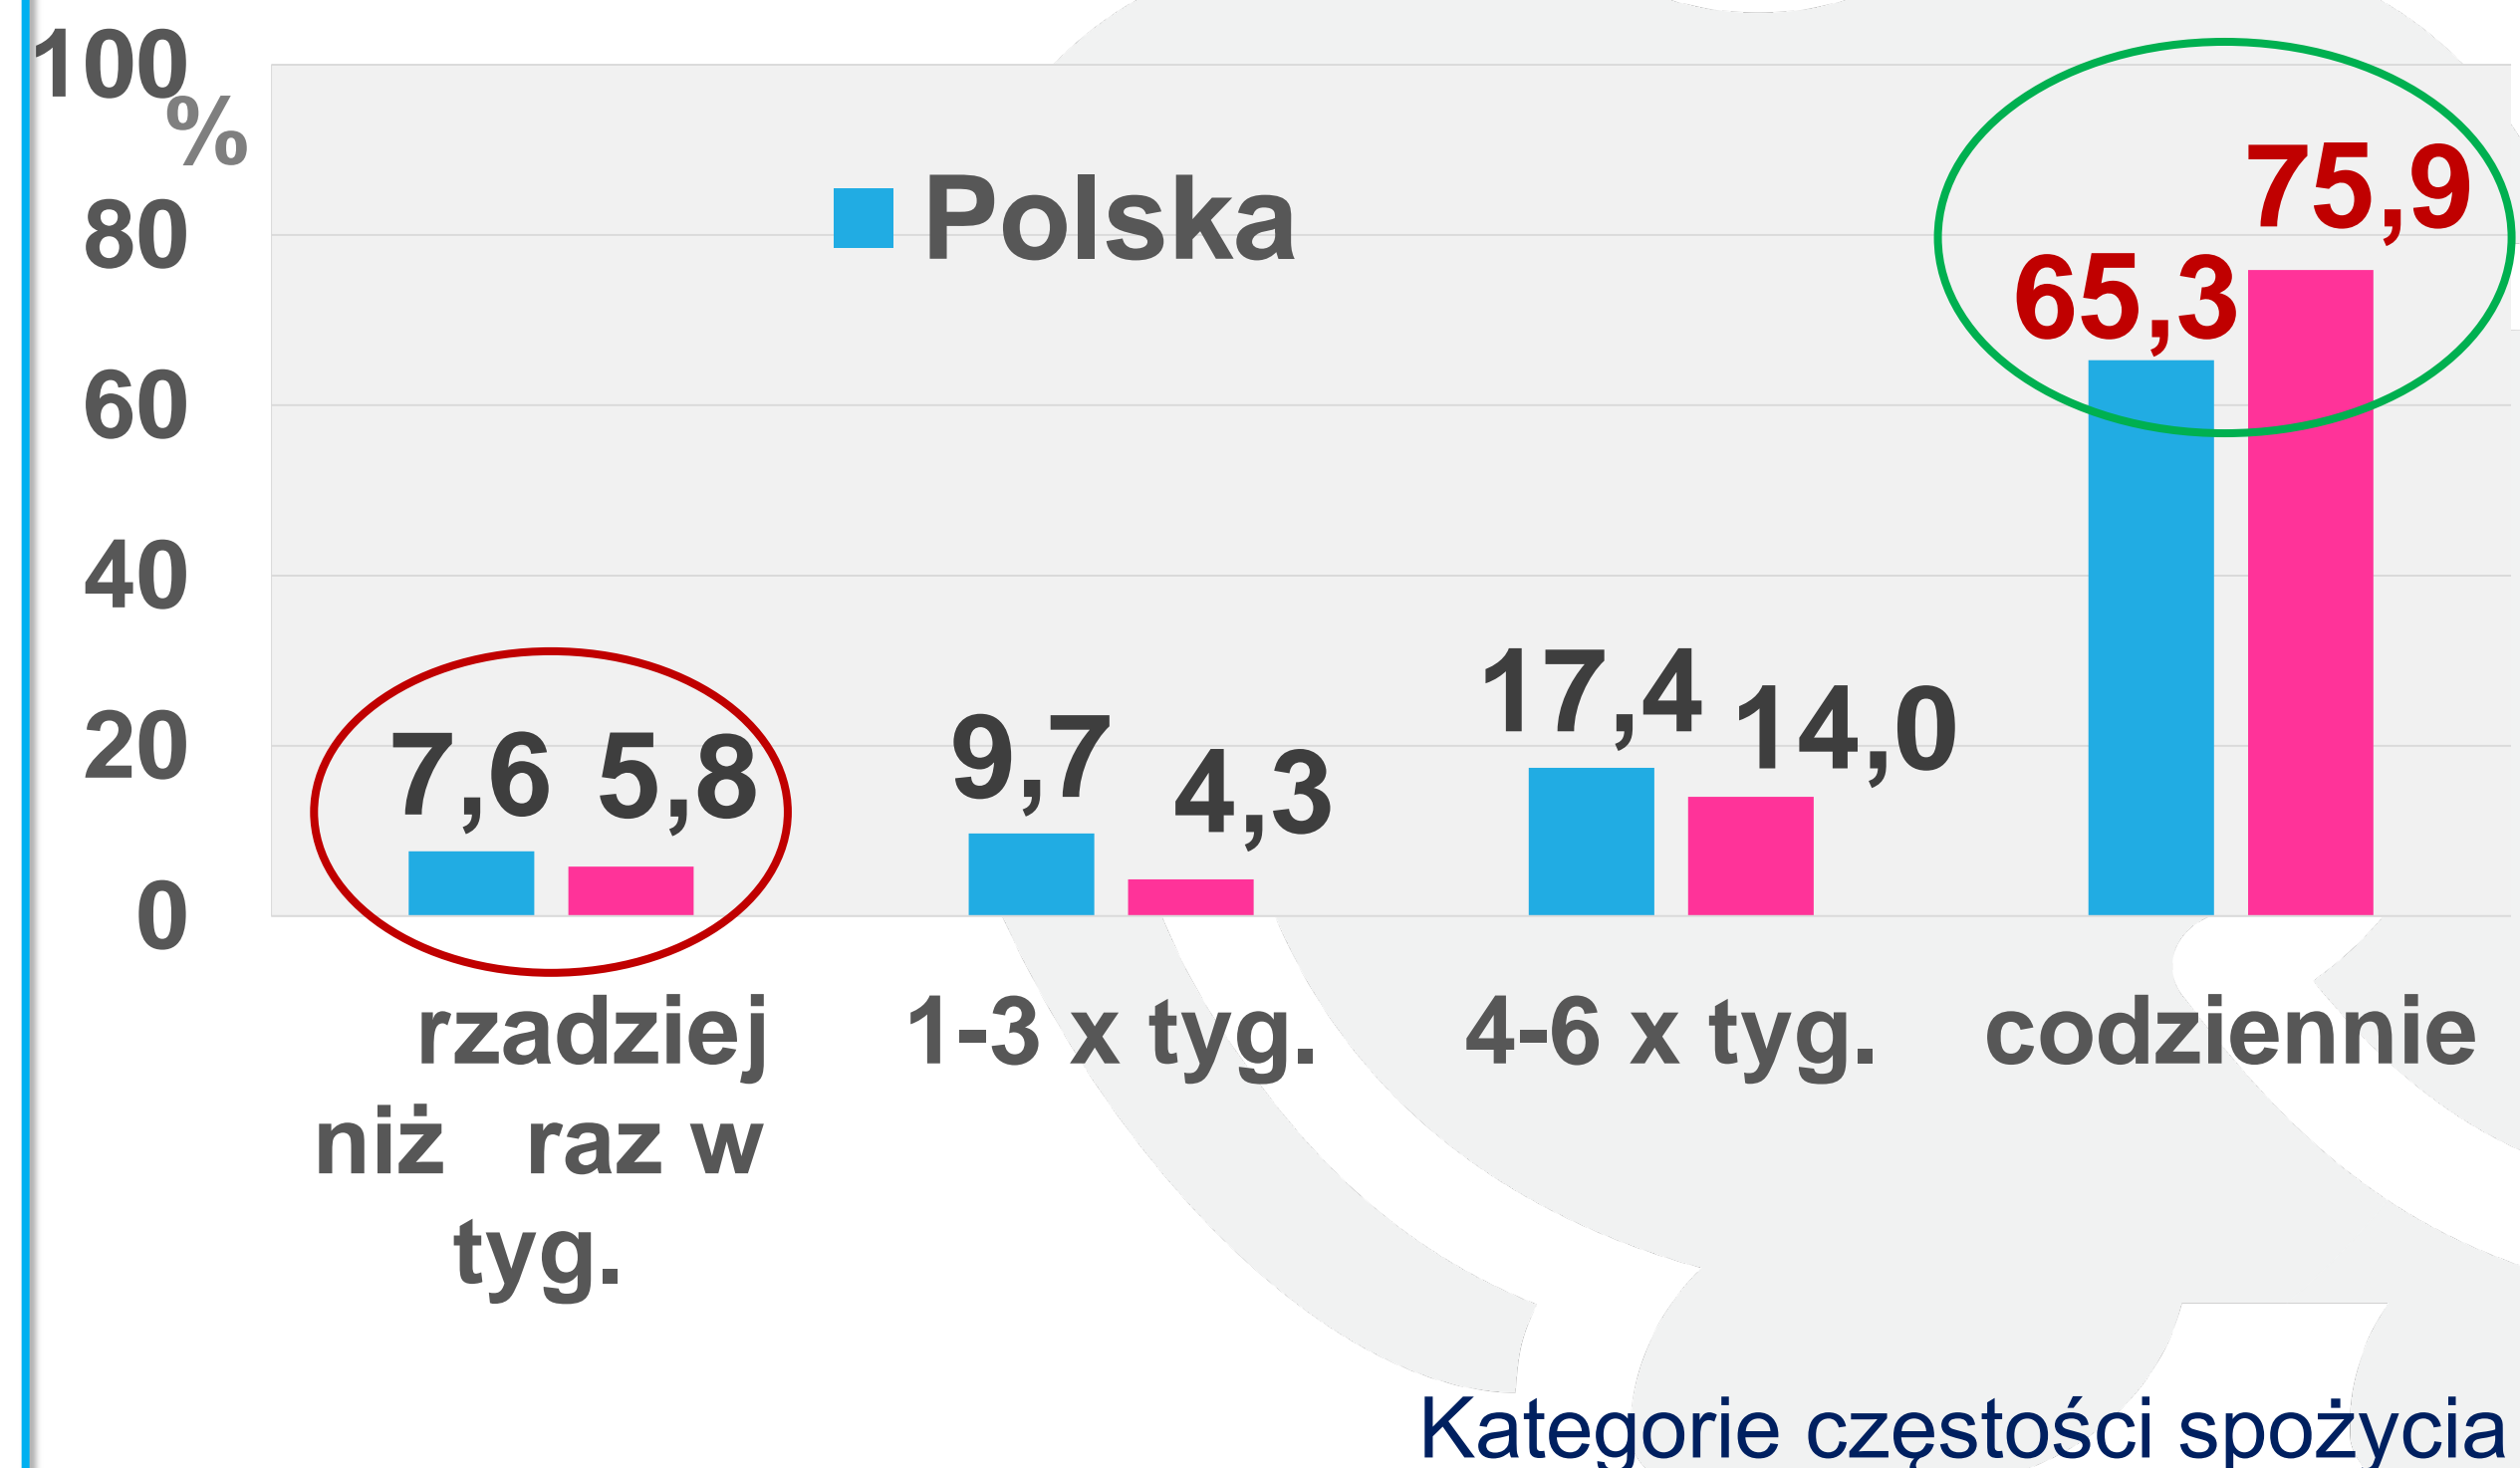 100
%
80
60
40
20
0
Polska
7,6 5,8
9,7 4,3
17,4 14,0
65,3 75,9
rzadziej
niż raz w
tyg.
1-3 x tyg.
4-6 x tyg.
codziennie
Kategorie częstości spożycia